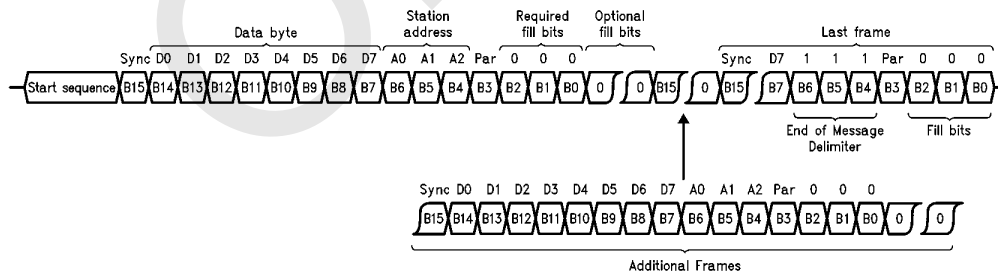 Station address
Required fill bits
Optional fill bits
Data byte
Last frame
Sync D0 D1 D2 D3 D4 D5 D6 D7 A0 A1 A2 Par 0 0 0
Sync D7 1 1 1 Par 0 0 0
Start sequence B15 B14 B13 B12 B11 B10 B9 B8 B7 B6 B5 B4 B3 B2 B1 B0 0 0 B15 0 B15 B7 B6 B5 B4 B3 B2 B1 B0
End of Message Delimiter
Fill bits
Sync D0 D1 D2 D3 D4 D5 D6 D7 A0 A1 A2 Par 0 0 0
B15 B14 B13 B12 B11 B10 B9 B8 B7 B6 B5 B4 B3 B2 B1 B0 0 0
Additional Frames